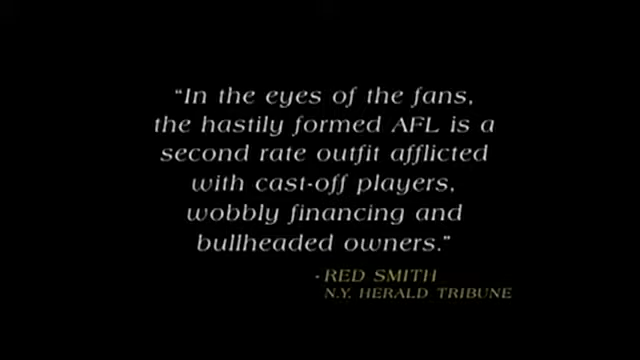 “In the eyes of the fans,
the hastily formed AFL is a
second rate outfit afflicted
with cast-off players,
wobbly financing and
bullheaded owners.”
- RED SMITH
N.Y. HERALD TRIBUNE